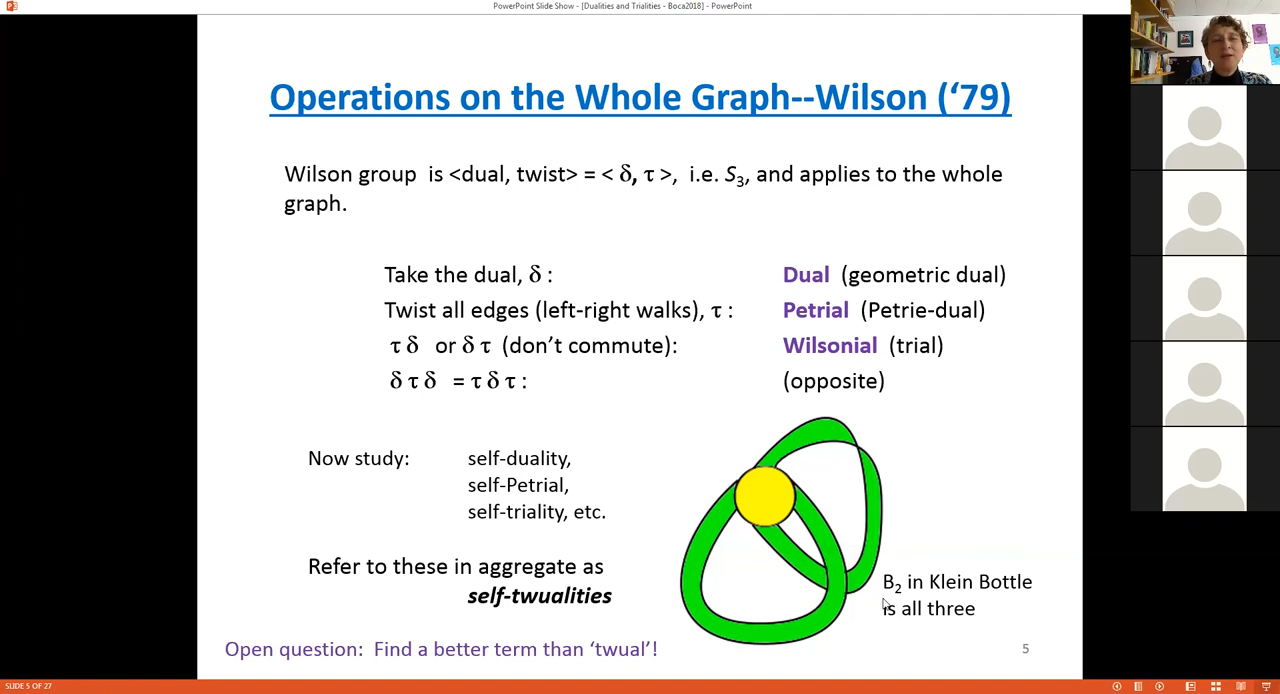 PowerPoint Slide Show - [Dualities and Trialities - Boca2018] - PowerPoint
Operations on the Whole Graph--Wilson (‘79)
Wilson group is <dual, twist> = < δ, τ >, i.e. S₃, and applies to the whole
graph.
Take the dual, δ : Dual (geometric dual)
Twist all edges (left-right walks), τ : Petrial (Petrie-dual)
τ δ or δ τ (don’t commute): Wilsonial (trial)
δ τ δ = τ δ τ : (opposite)
Now study: self-duality,
self-Petrial,
self-triality, etc.
Refer to these in aggregate as
self-twualities
B₂ in Klein Bottle
is all three
Open question: Find a better term than ‘twual’!
5
SLIDE 5 OF 27